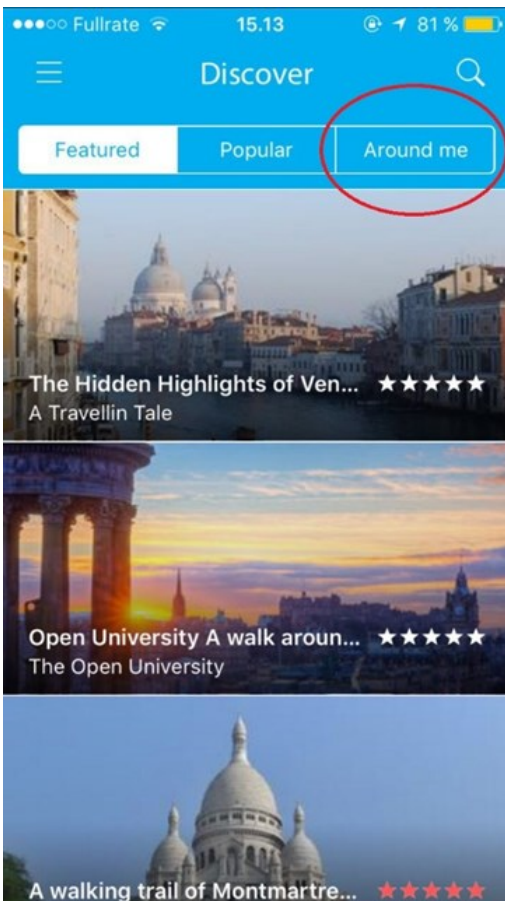 Fullrate 15.13 81 %
Discover
Featured Popular Around me
The Hidden Highlights of Ven... ★★★★★
A Travellin Tale
Open University A walk aroun... ★★★★★
The Open University
A walking trail of Montmartre... ★★★★★